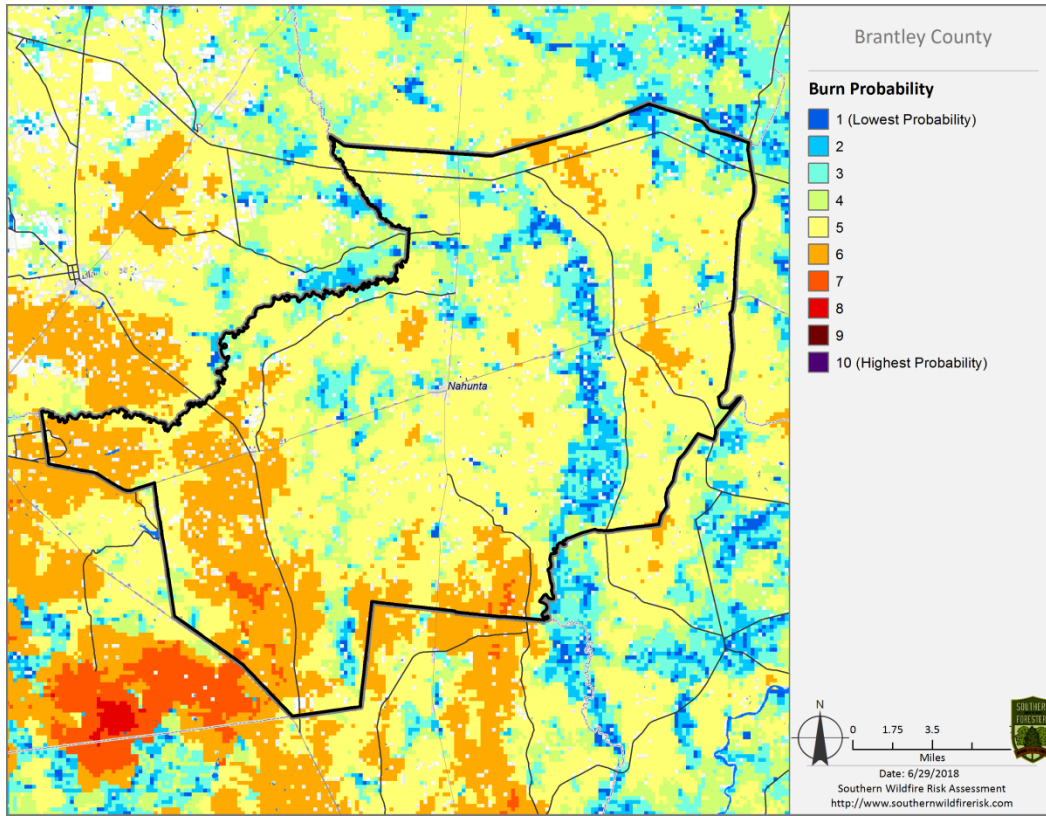 Brantley County
Burn Probability
1 (Lowest Probability)
2
3
4
5
6
7
8
9
10 (Highest Probability)
Nahunta
N
0 1.75 3.5
Miles
SOUTHERN
Date: 6/29/2018
Southern Wildfire Risk Assessment
http://www.southernwildfirerisk.com